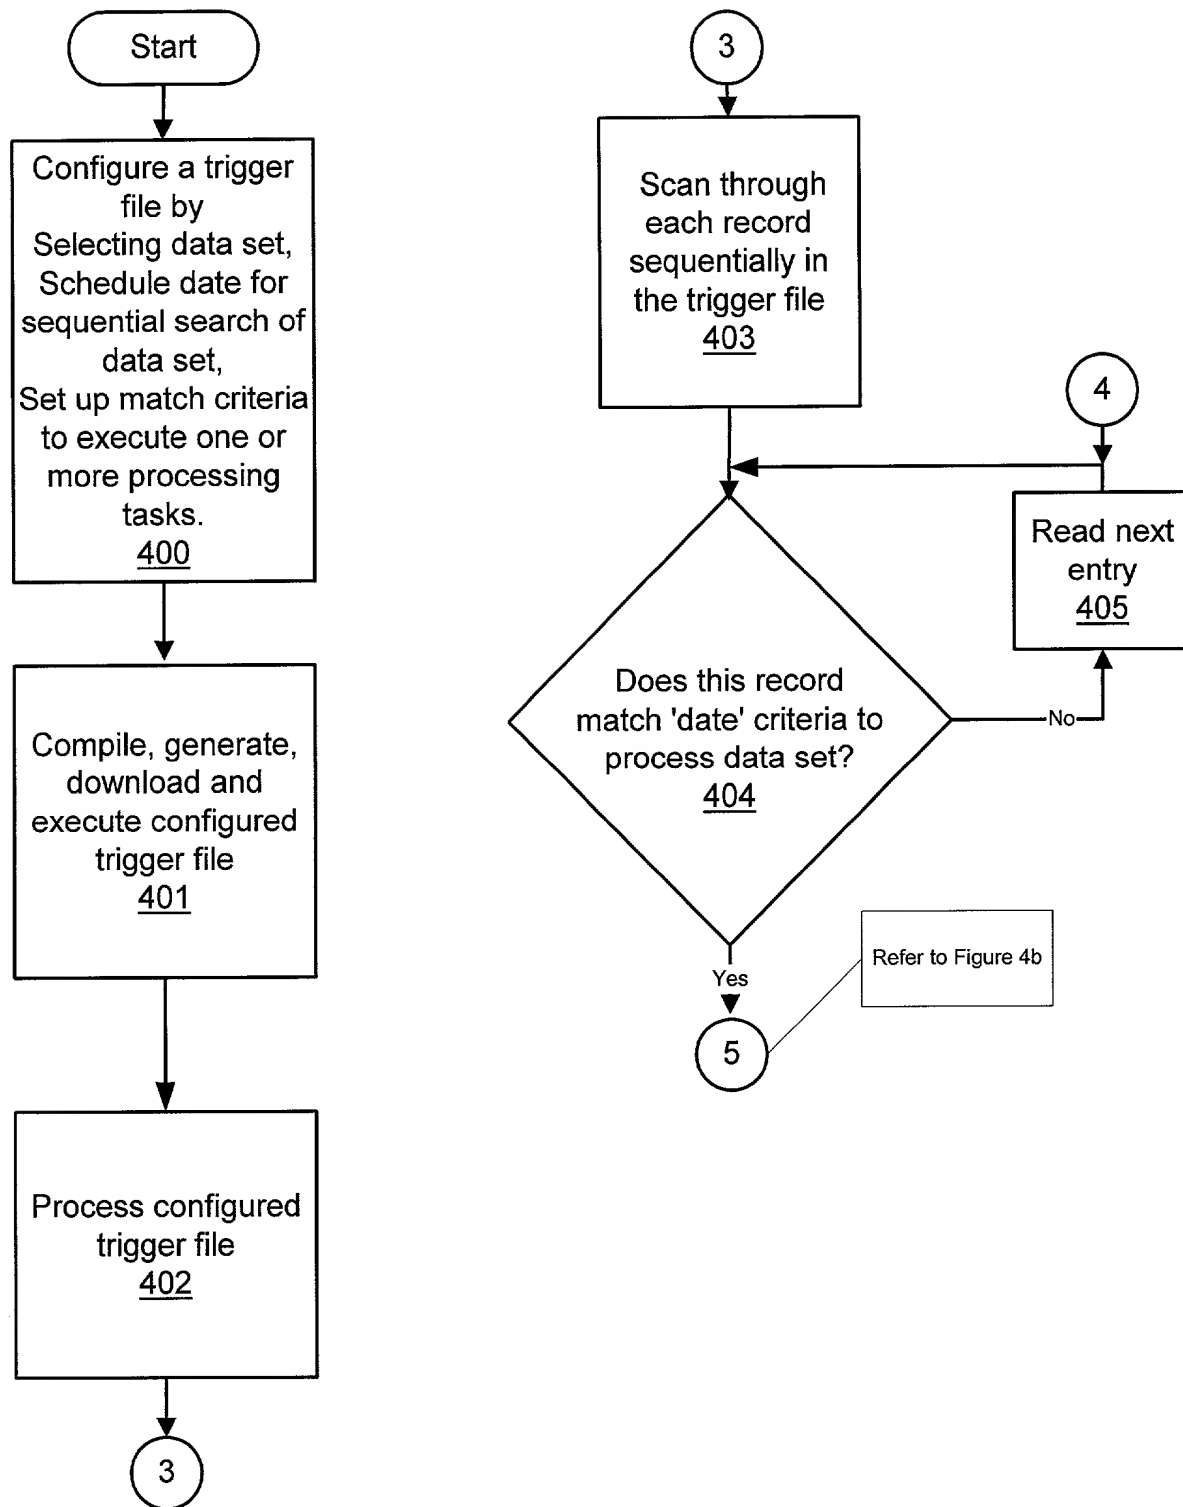 Start
Configure a trigger
file by
Selecting data set,
Schedule date for
sequential search of
data set,
Set up match criteria
to execute one or
more processing
tasks.
400
Compile, generate,
download and
execute configured
trigger file
401
Process configured
trigger file
402
3
3
Scan through
each record
sequentially in
the trigger file
403
4
Read next
entry
405
Does this record
match 'date' criteria to
process data set?
404
No
Yes
5
Refer to Figure 4b